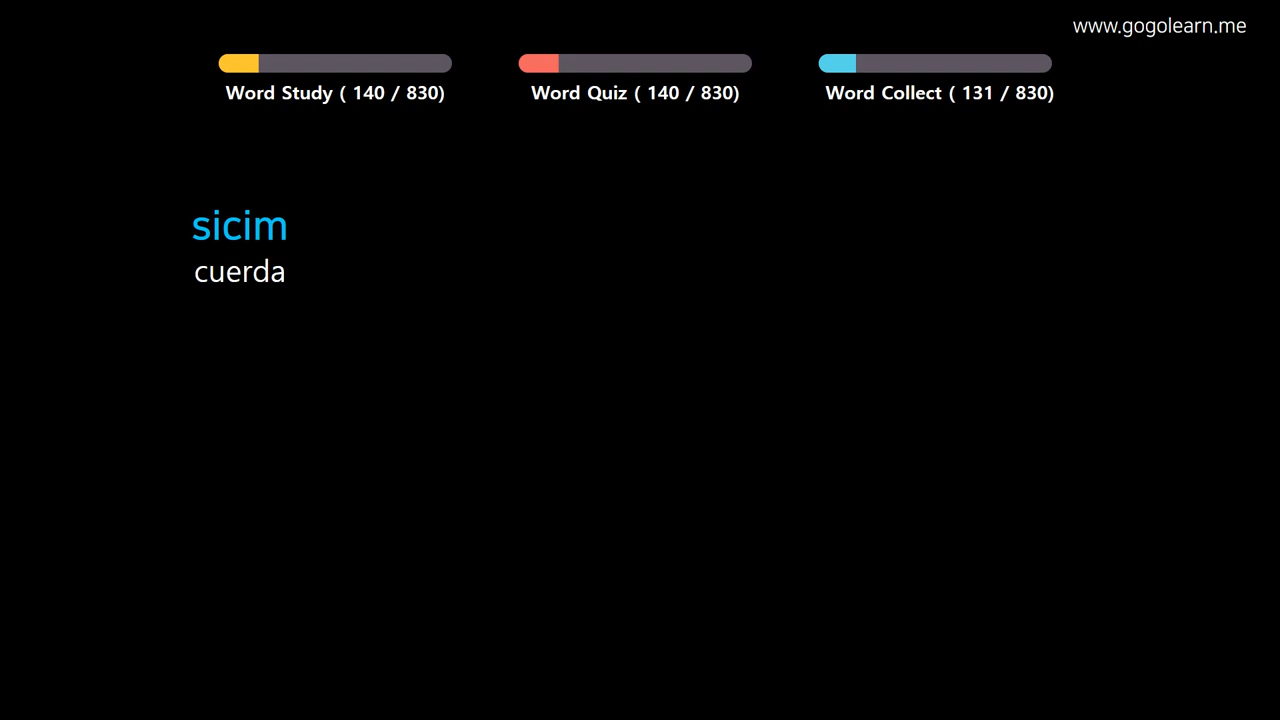 www.gogolearn.me
Word Study ( 140 / 830)
Word Quiz ( 140 / 830)
Word Collect ( 131 / 830)
sicim
cuerda